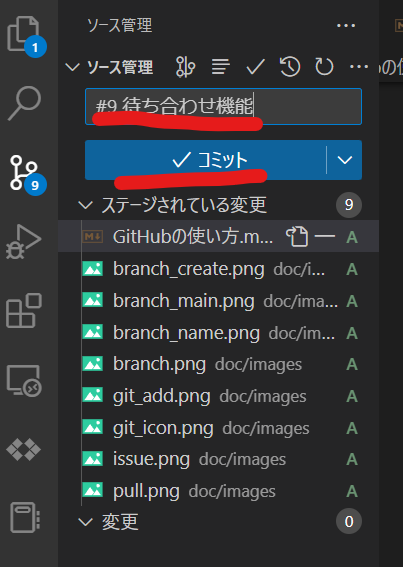 ソース管理 ...
1
ソース管理 ...
#9 待ち合わせ機能
コミット
9
ステージされている変更 9
GitHubの使い方.m... A
branch_create.png doc/i... A
branch_main.png doc/ima... A
branch_name.png doc/im... A
branch.png doc/images A
git_add.png doc/images A
git_icon.png doc/images A
issue.png doc/images A
pull.png doc/images A
変更 0